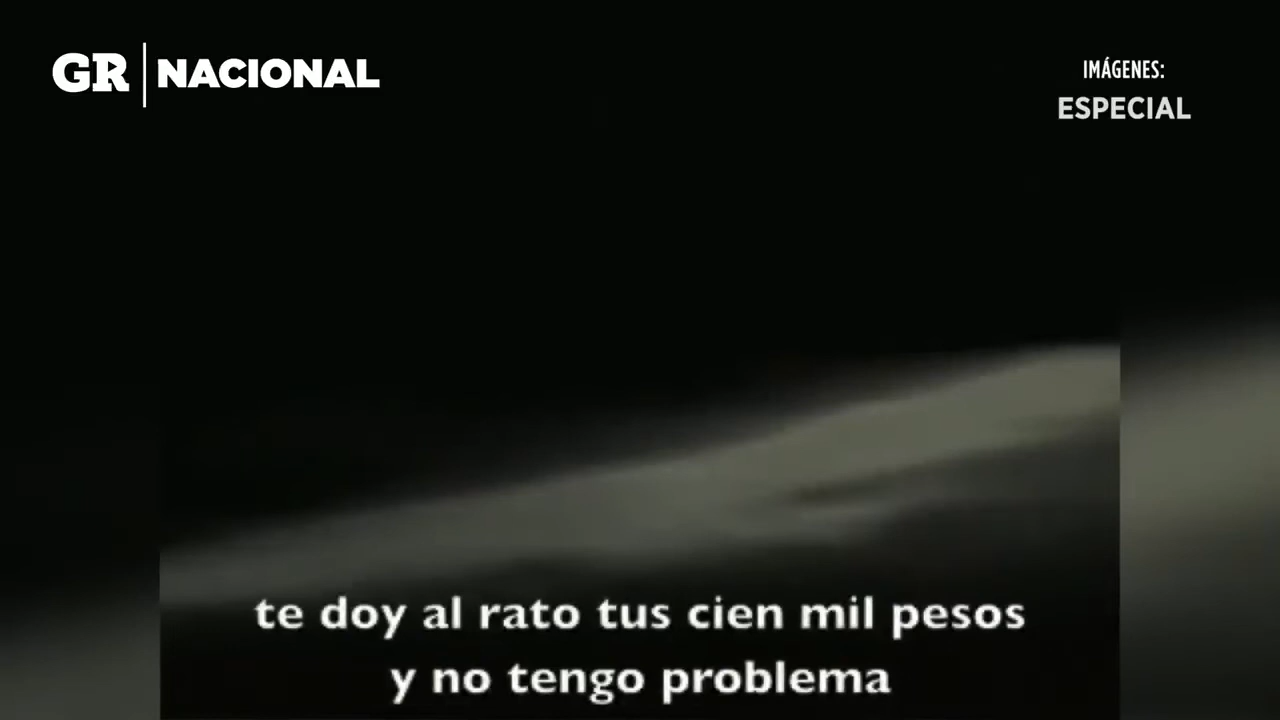 GR NACIONAL
IMÁGENES:
ESPECIAL
te doy al rato tus cien mil pesos
y no tengo problema